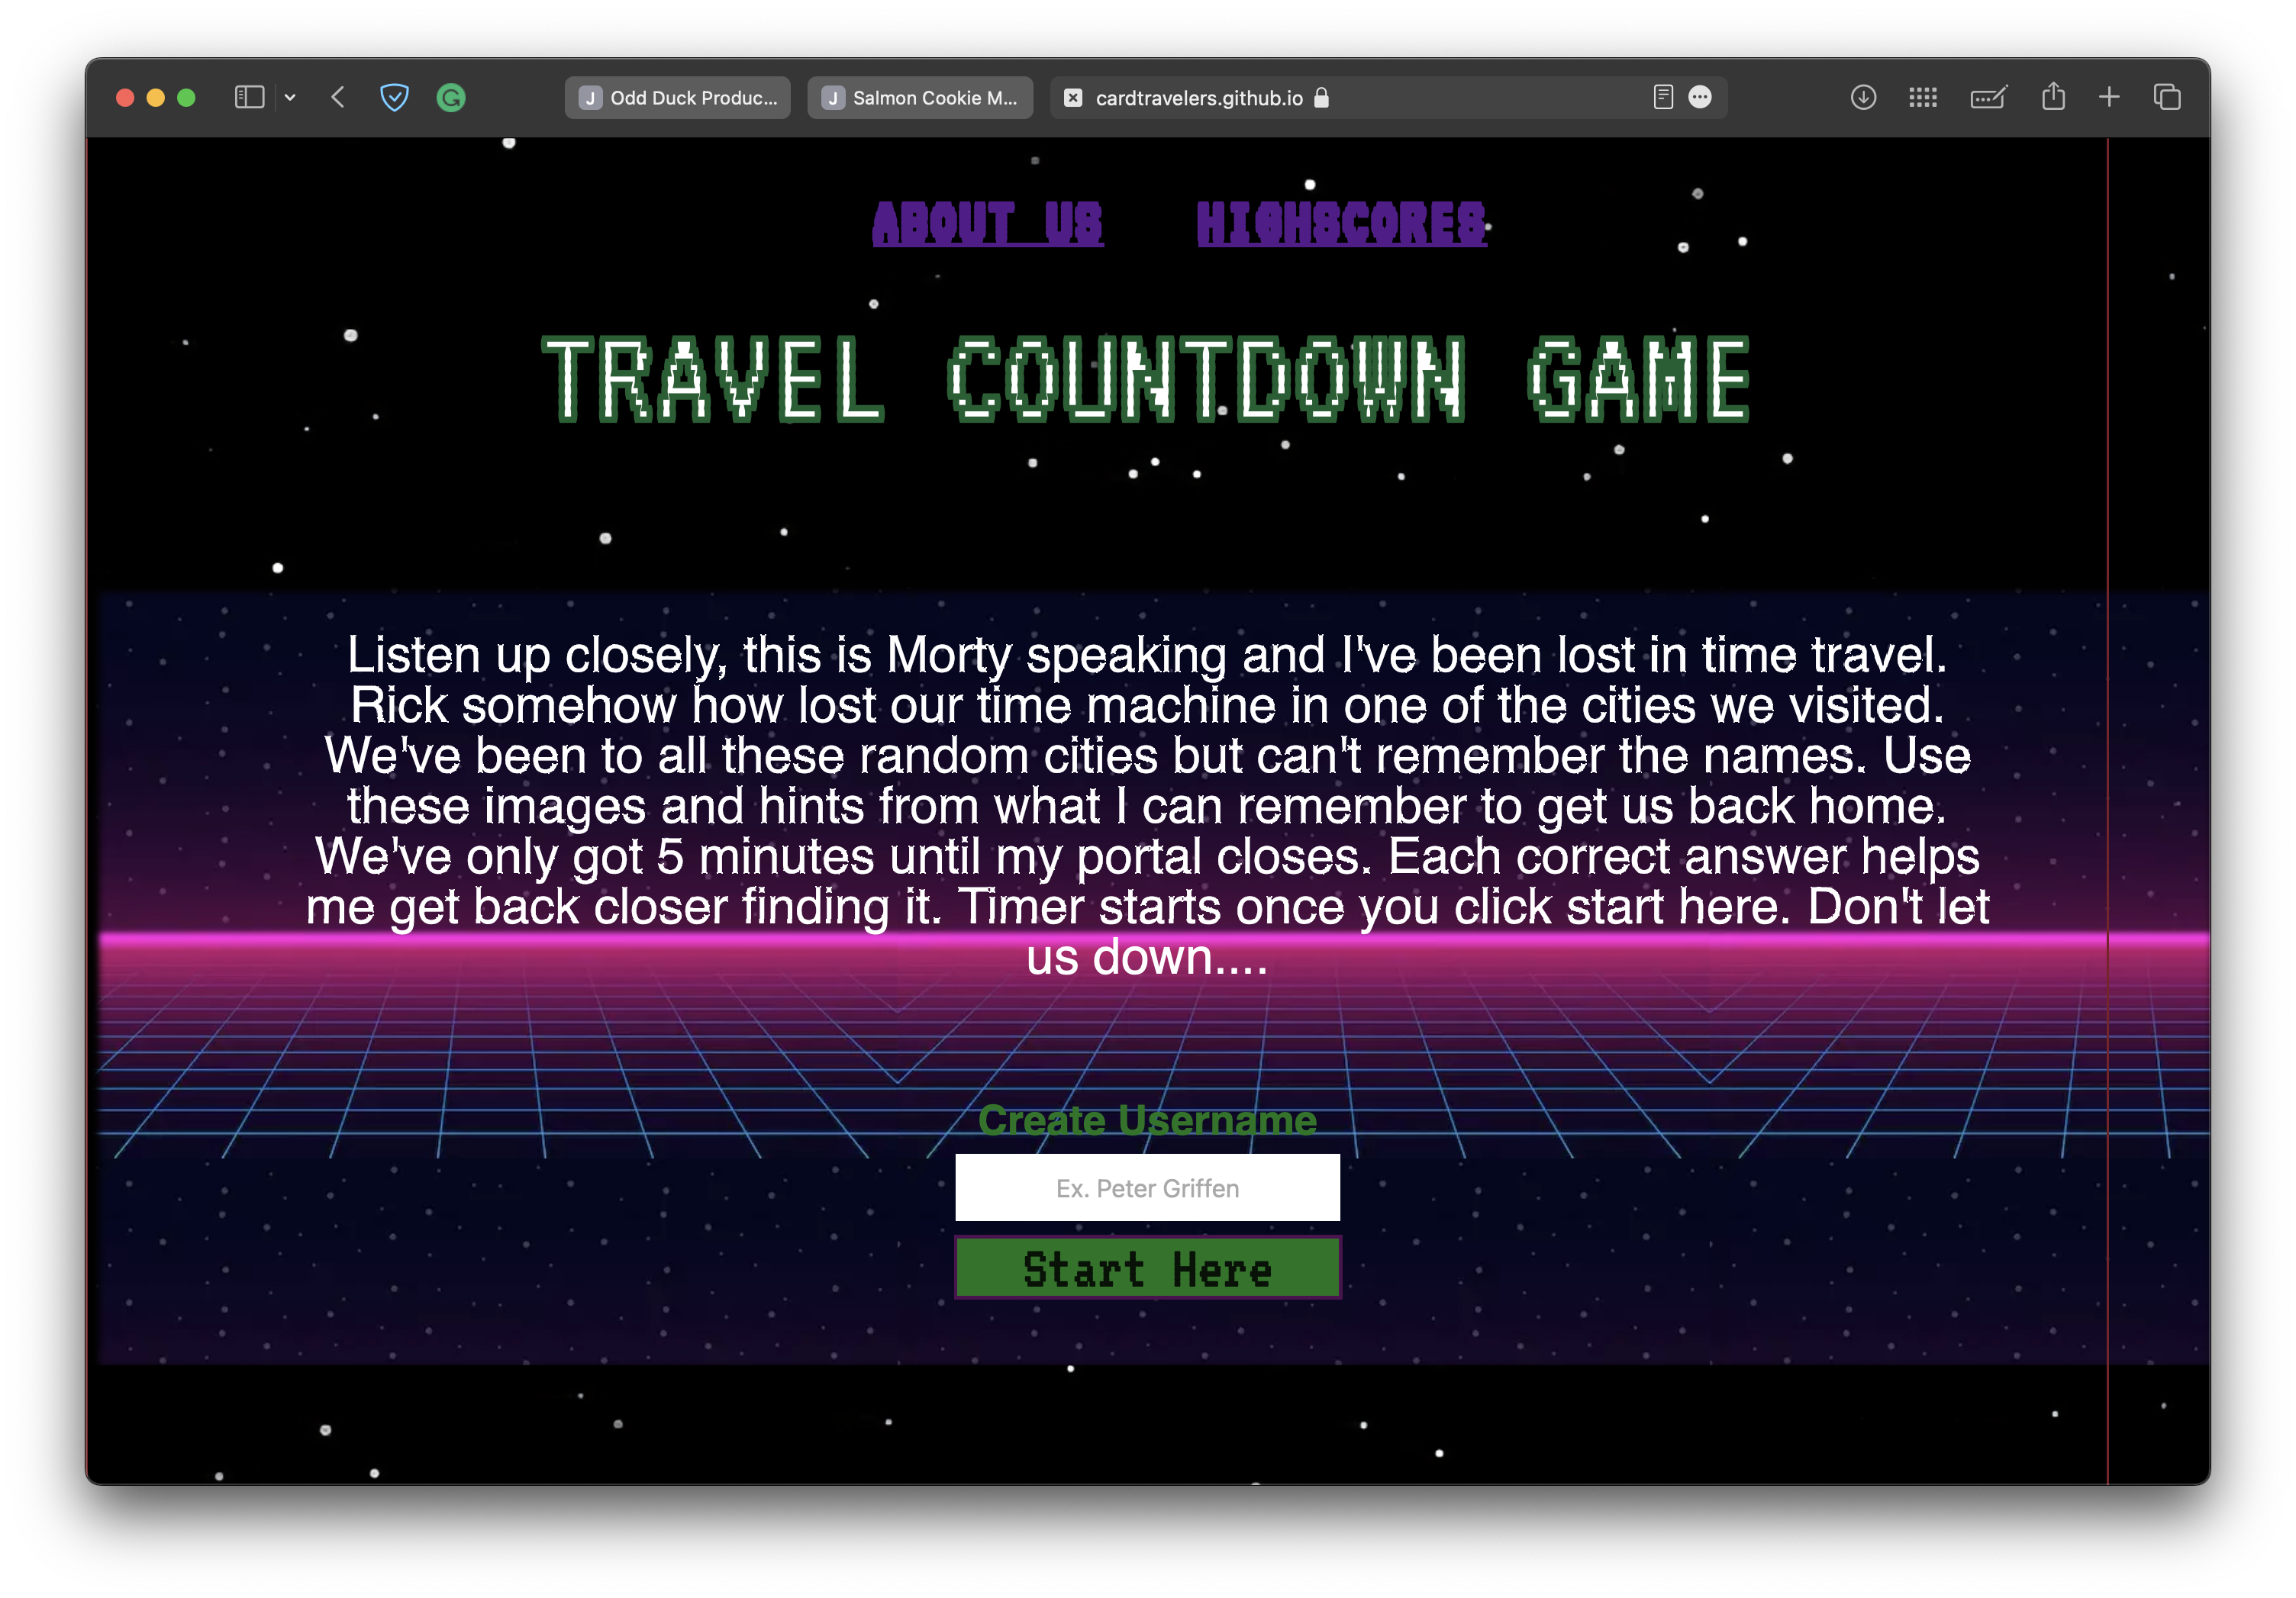 J Odd Duck Produc...
J Salmon Cookie M...
cardtravelers.github.io
ABOUT US
HIGHSCORES
TRAVEL COUNTDOWN GAME
Listen up closely, this is Morty speaking and I've been lost in time travel.
Rick somehow how lost our time machine in one of the cities we visited.
We've been to all these random cities but can't remember the names. Use
these images and hints from what I can remember to get us back home.
We've only got 5 minutes until my portal closes. Each correct answer helps
me get back closer finding it. Timer starts once you click start here. Don't let
us down....
Create Username
Ex. Peter Griffen
Start Here